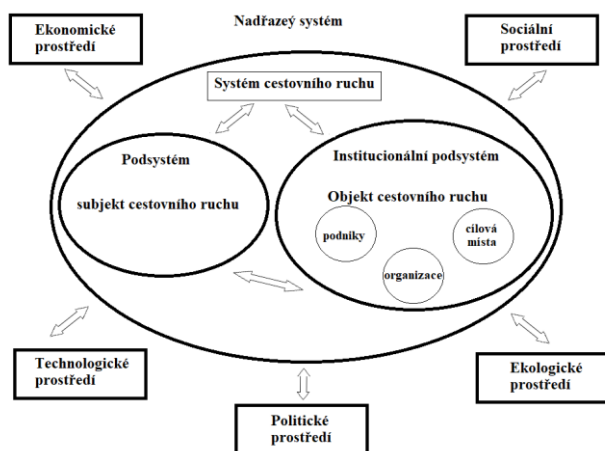 Ekonomické
prostředí
Nadřazeý systém
Sociální
prostředí
Systém cestovního ruchu
Podsystém
subjekt cestovního ruchu
Institucionální podsystém
Objekt cestovního ruchu
podniky
cílová
místa
organizace
Technologické
prostředí
Politické
prostředí
Ekologické
prostředí